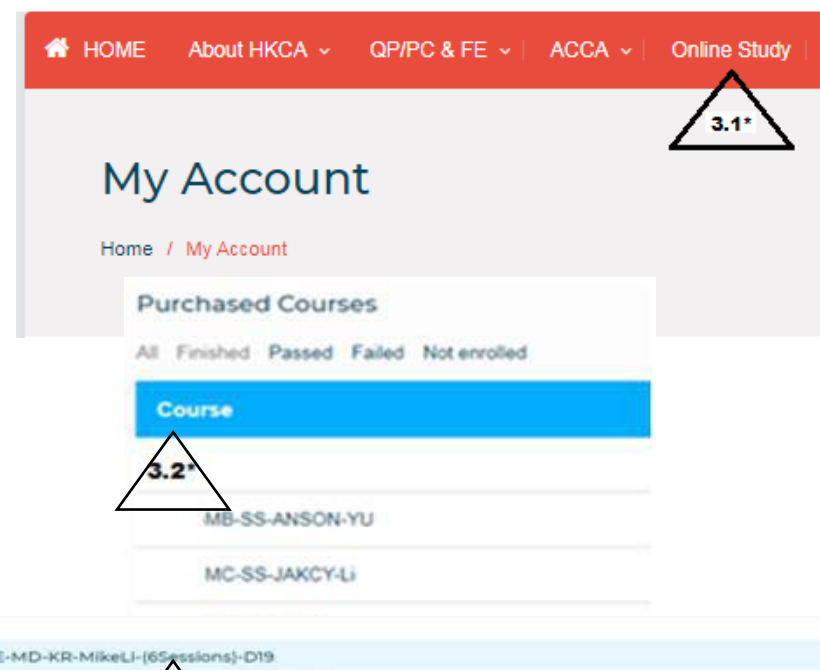 HOME About HKCA QP/PC & FE ACCA Online Study
3.1*
My Account
Home / My Account
Purchased Courses
All Finished Passed Failed Not enrolled
Course
3.2*
MB-SS-ANSON-YU
MC-SS-JAKCY-Li
E-MD-KR-MikeLi-(6Sessions)-D19